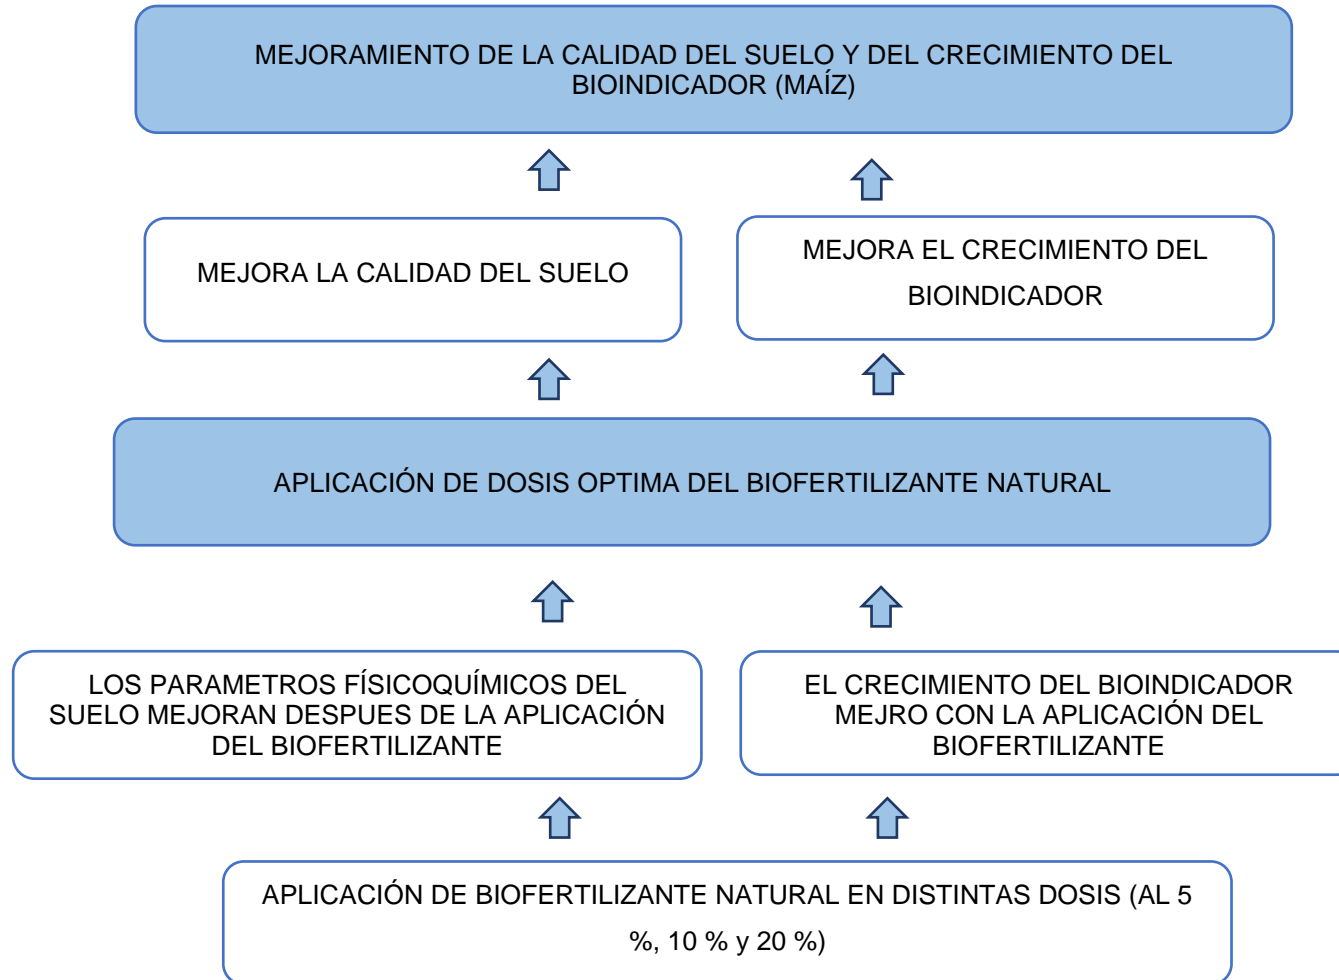 MEJORAMIENTO DE LA CALIDAD DEL SUELO Y DEL CRECIMIENTO DEL
BIOINDICADOR (MAÍZ)
MEJORA LA CALIDAD DEL SUELO
MEJORA EL CRECIMIENTO DEL
BIOINDICADOR
APLICACIÓN DE DOSIS OPTIMA DEL BIOFERTILIZANTE NATURAL
LOS PARAMETROS FÍSICOQUÍMICOS DEL
SUELO MEJORAN DESPUES DE LA APLICACIÓN
DEL BIOFERTILIZANTE
EL CRECIMIENTO DEL BIOINDICADOR
MEJRO CON LA APLICACIÓN DEL
BIOFERTILIZANTE
APLICACIÓN DE BIOFERTILIZANTE NATURAL EN DISTINTAS DOSIS (AL 5
%, 10 % y 20 %)